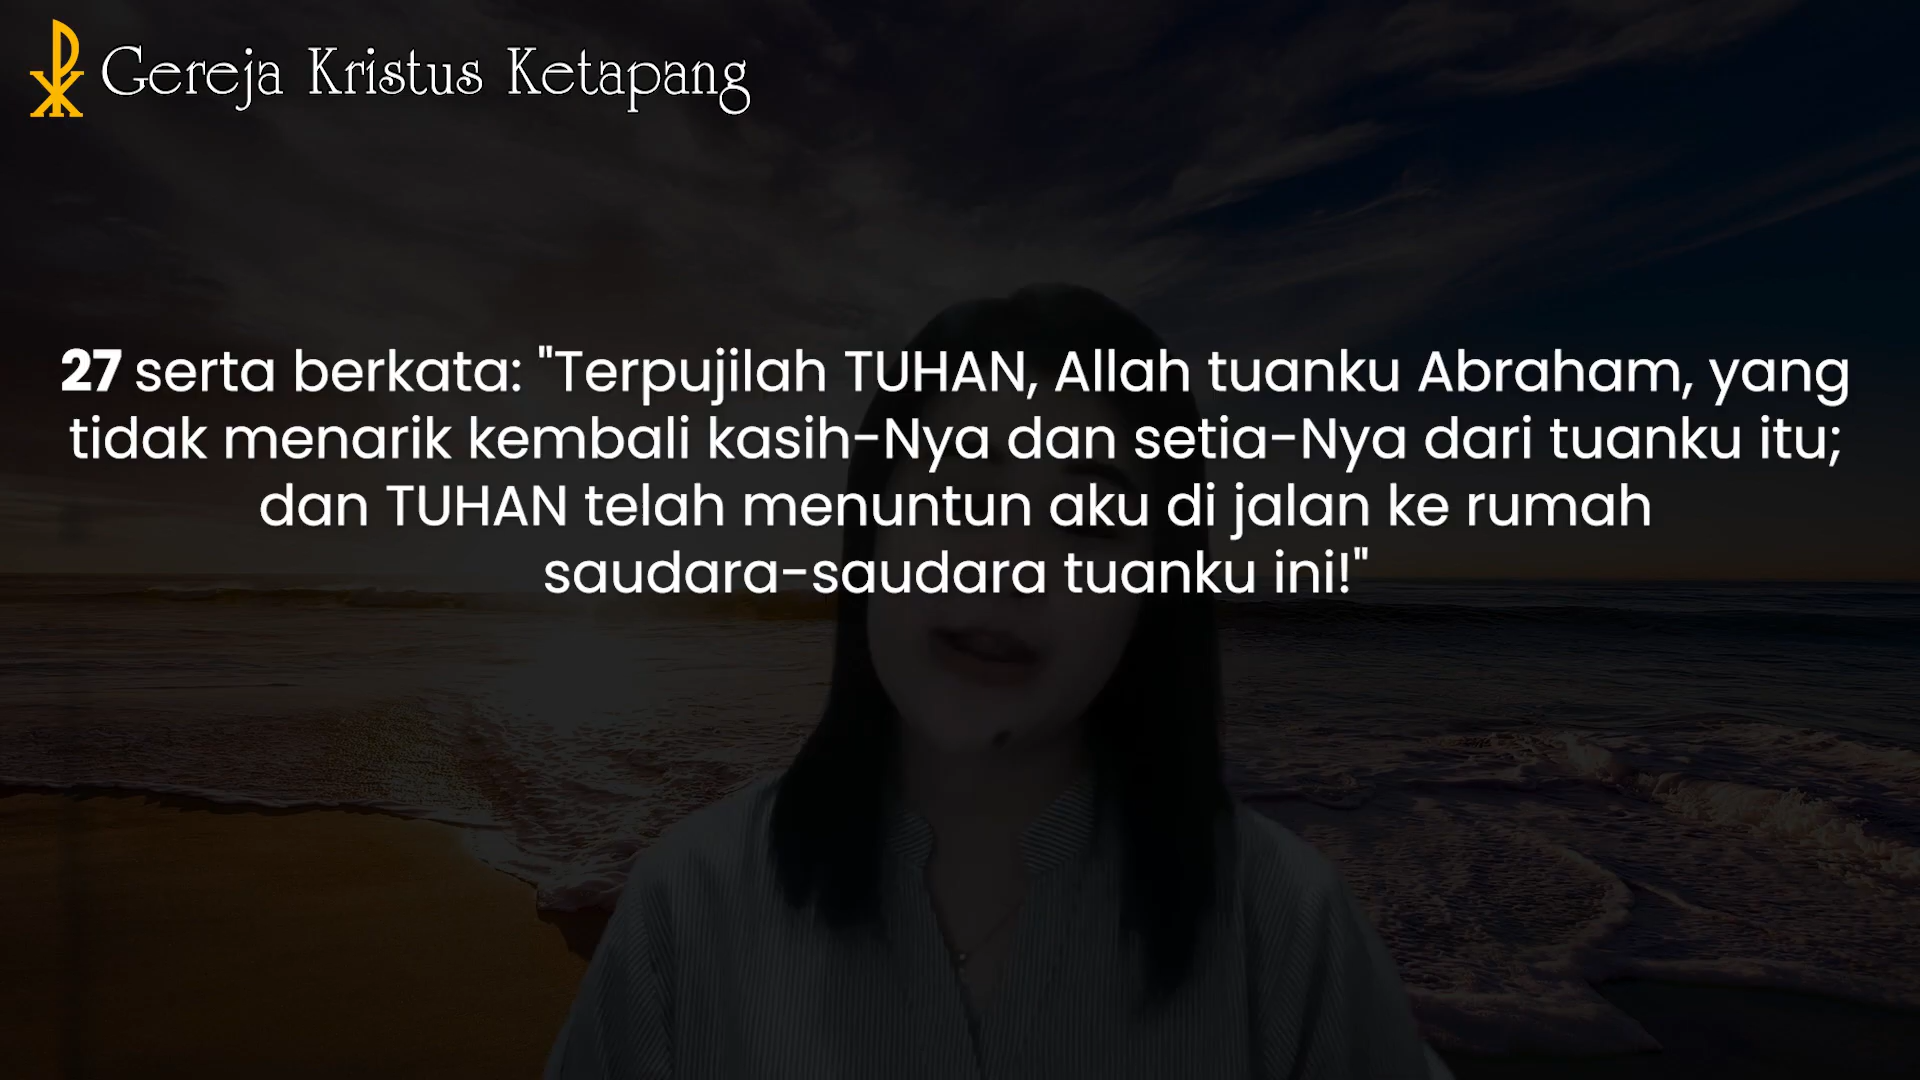 Gereja Kristus Ketapang
27 serta berkata: "Terpujilah TUHAN, Allah tuanku Abraham, yang
tidak menarik kembali kasih-Nya dan setia-Nya dari tuanku itu;
dan TUHAN telah menuntun aku di jalan ke rumah
saudara-saudara tuanku ini!"